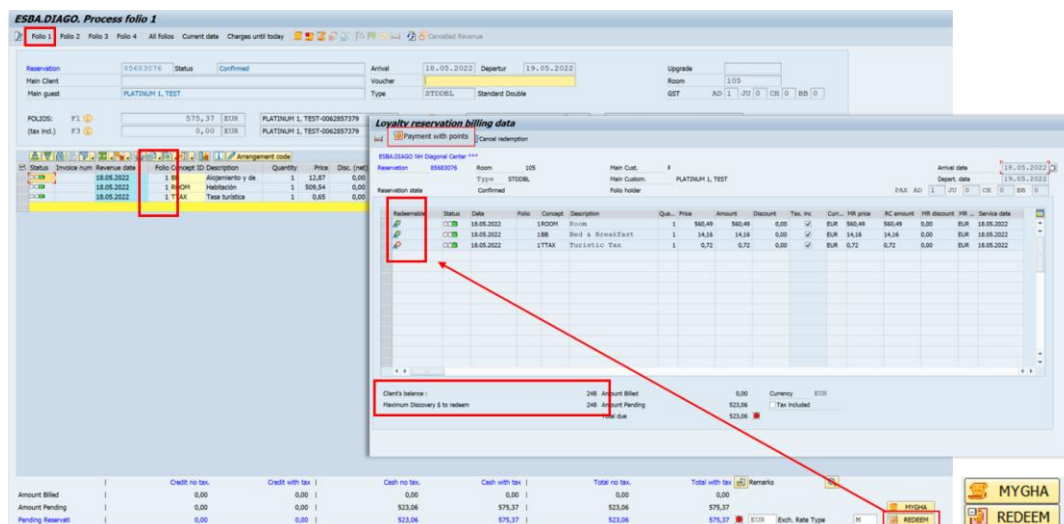 ESBA.DIAGO. Process folio 1
Folio 1 Folio 2 Folio 3 Folio 4 All folios Current date Charges until today Cancelled Revenue
Reservation 85683076 Status Confirmed Arrival 18.05.2022 Departur 19.05.2022 Upgrade
Main Client Voucher Room 105
Main guest PLATINUM 1, TEST Type STDDBL Standard Double GST AD 1 JU 0 CH 0 BB 0
FOLIOS: F1 575,37 EUR PLATINUM 1, TEST-0062857379
(tax incl.) F3 0,00 EUR PLATINUM 1, TEST-0062857379
Arrangement code
Status Invoice num Revenue date Folio Concept ID Description Quantity Price Disc. (net)
18.05.2022 1 BB Alojamiento y de 1 12,87 0,00
18.05.2022 1 ROOM Habitación 1 509,54 0,00
18.05.2022 1 TTAX Tasa turística 1 0,65 0,00
Loyalty reservation billing data
Payment with points Cancel redemption
ESBA.DIAGO NH Diagonal Center ***
Reservation 85683076 Room 105 Main Cust. Arrival date 18.05.2022
Type STDDBL Main Custom. PLATINUM 1, TEST Depart. date 19.05.2022
Reservation state Confirmed Folio holder PAX AD 1 JU 0 CH 0 BB 0
Redeemable Status Date Folio Concept Description Qua... Price Amount Discount Tax. inc Curr... MR price RC amount MR discount MR ... Service date
18.05.2022 1 ROOM Room 1 560,49 560,49 0,00 EUR 560,49 560,49 0,00 EUR 18.05.2022
18.05.2022 1 BB Bed & Breakfast 1 14,16 14,16 0,00 EUR 14,16 14,16 0,00 EUR 18.05.2022
18.05.2022 1 TTAX Turistic Tax 1 0,72 0,72 0,00 EUR 0,72 0,72 0,00 EUR 18.05.2022
Client's balance : 248 Amount Billed 0,00 Currency EUR
Maximum Discovery $ to redeem 248 Amount Pending 523,06 Tax included
Total due 523,06
Credit no tax. Credit with tax Cash no tax. Cash with tax Total no tax. Total with tax Remarks
Amount Billed 0,00 0,00 0,00 0,00 0,00 0,00
Amount Pending 0,00 0,00 523,06 575,37 523,06 575,37 MYGHA
Pending Reservati 0,00 0,00 523,06 575,37 523,06 575,37 EUR Exch. Rate Type M REDEEM
MYGHA
REDEEM